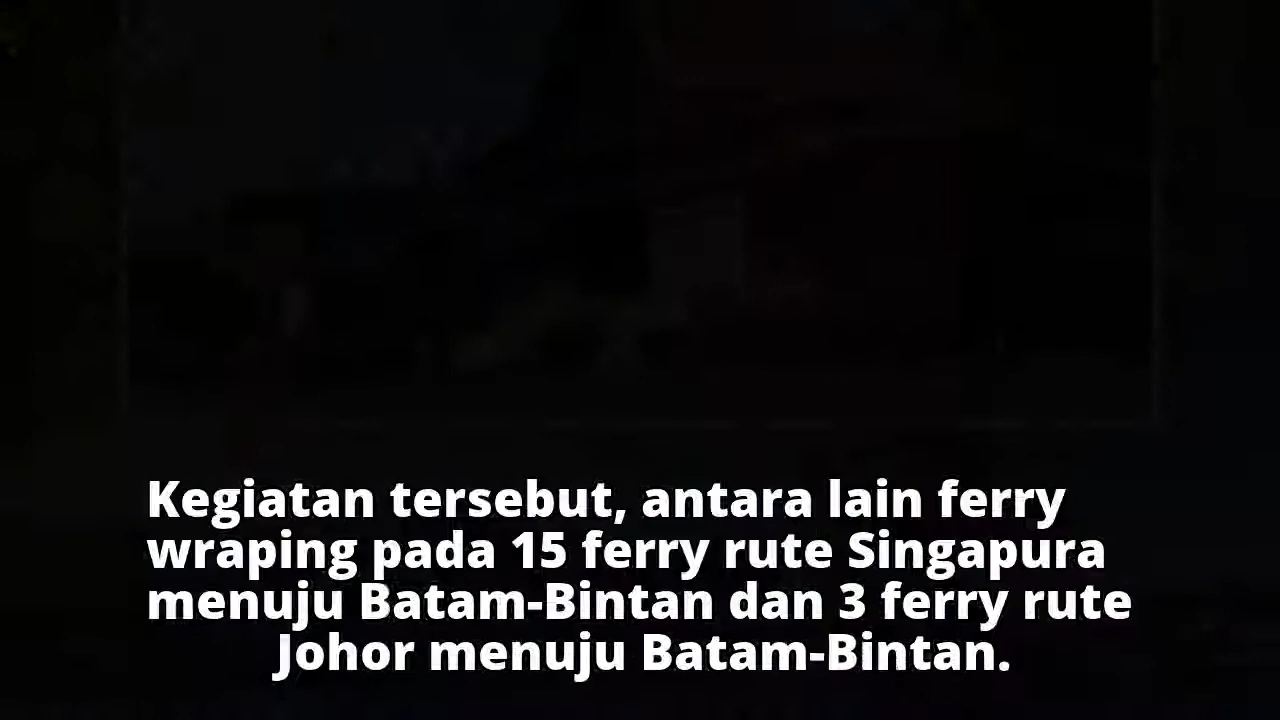 Kegiatan tersebut, antara lain ferry
wraping pada 15 ferry rute Singapura
menuju Batam-Bintan dan 3 ferry rute
Johor menuju Batam-Bintan.